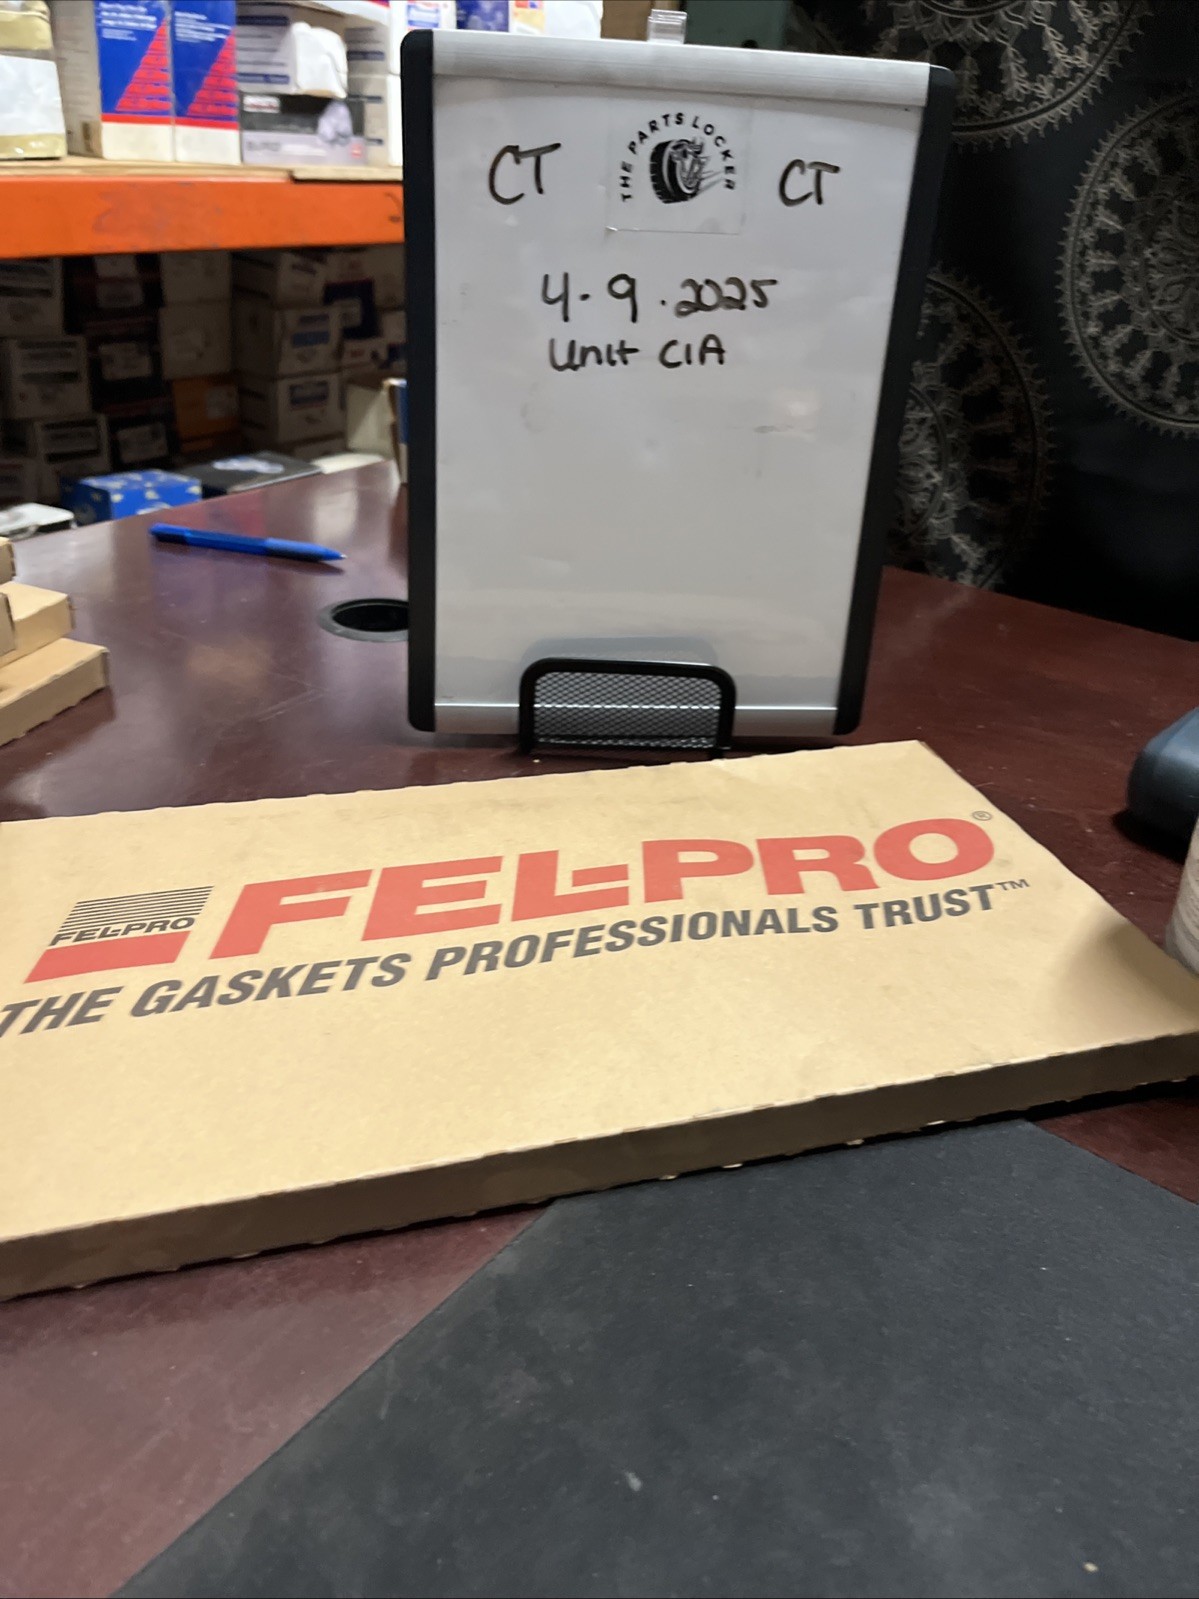 CT THE PARTS LOCKER CT
4-9.2025
Unit C1A
FEL-PRO FEL-PRO®
THE GASKETS PROFESSIONALS TRUST™